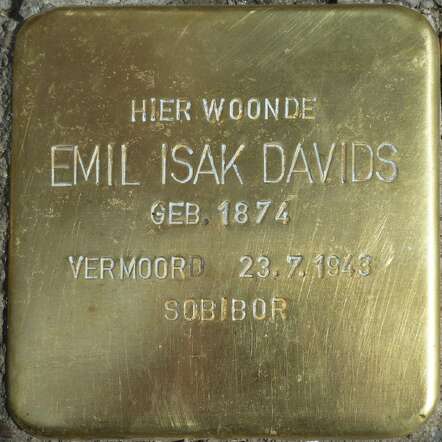 HIER WOONDE
EMIL ISAK DAVIDS
GEB. 1874
VERMOORD 23.7.1943
SOBIBOR